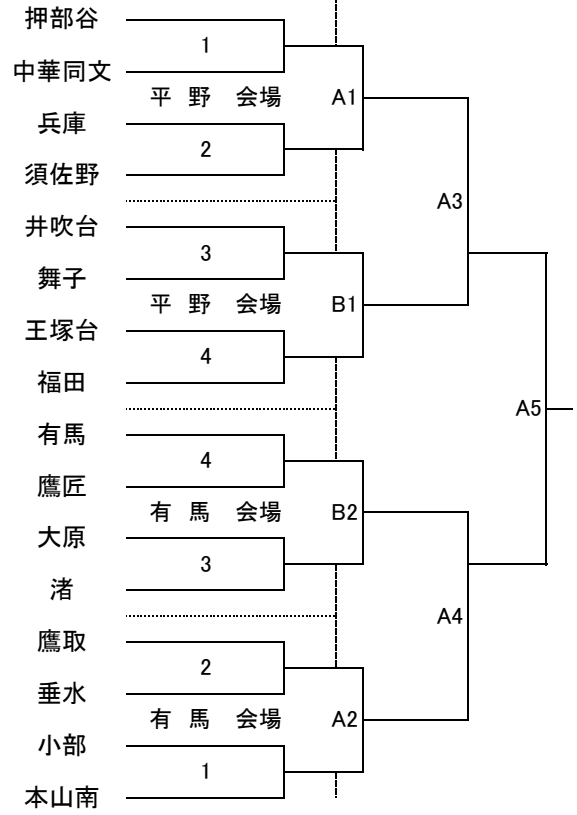 押部谷
1
中華同文
平 野 会場 A1
兵庫
2
須佐野
A3
井吹台
3
舞子
平 野 会場 B1
王塚台
4
福田
A5
有馬
4
鷹匠
有 馬 会場 B2
大原
3
渚
A4
鷹取
2
垂水
有 馬 会場 A2
小部
1
本山南